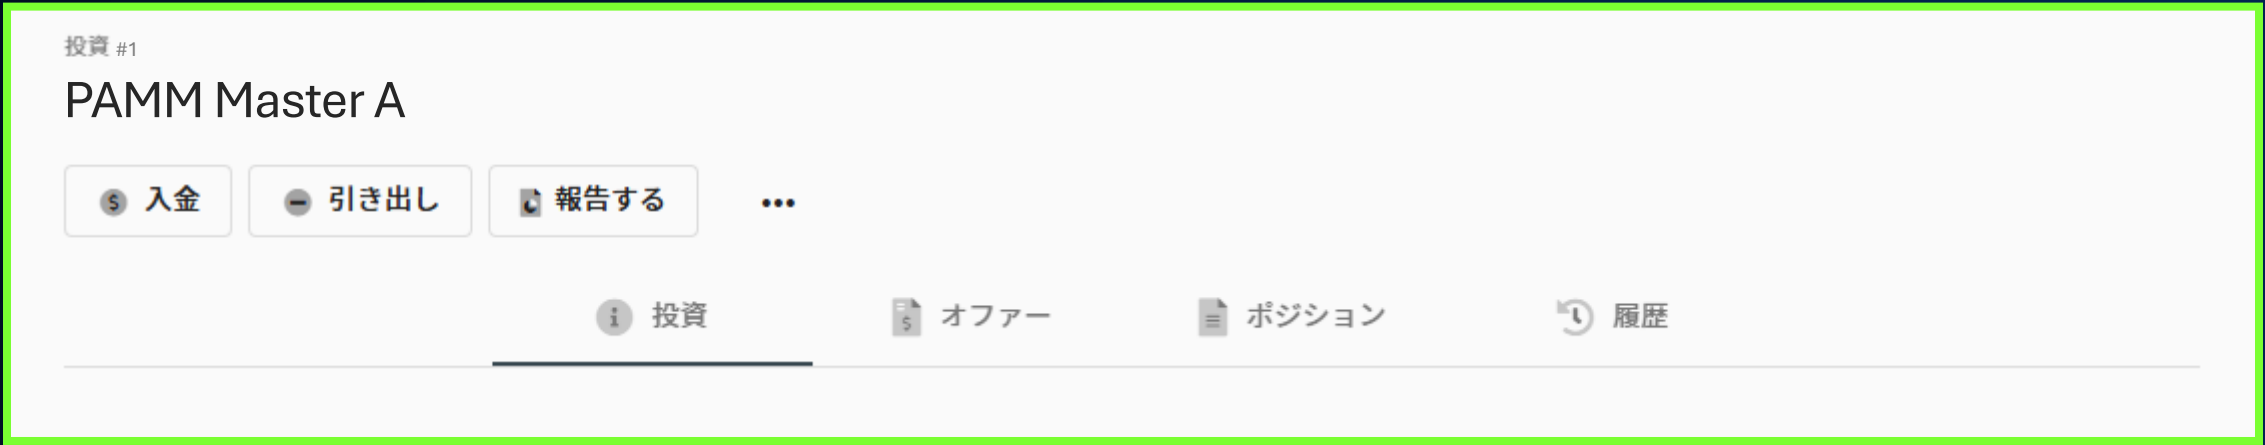 投資 #1
PAMM Master A
入金 引き出し 報告する •••
投資 オファー ポジション 履歴